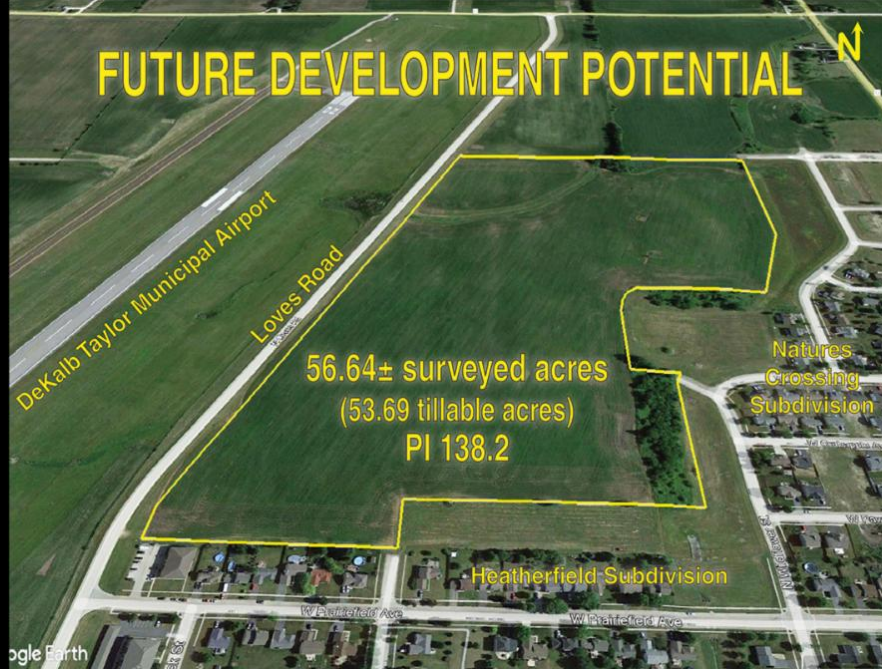 FUTURE DEVELOPMENT POTENTIAL
N
DeKalb Taylor Municipal Airport
Loves Road
56.64± surveyed acres
(53.69 tillable acres)
PI 138.2
Natures
Crossing
Subdivision
Heatherfield Subdivision
W Prairiefield Ave
W Prairiefield Ave
ogle Earth